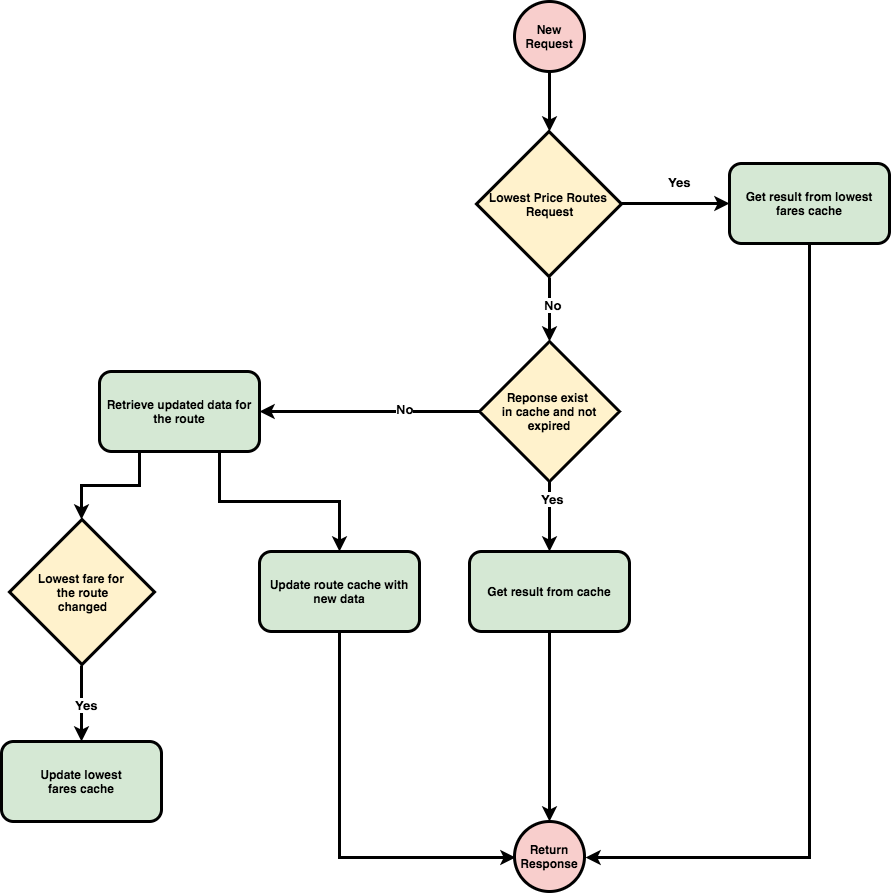 New
Request
Lowest Price Routes
Request
Yes
Get result from lowest
fares cache
No
Reponse exist
in cache and not
expired
No
Retrieve updated data for
the route
Yes
Lowest fare for
the route
changed
Update route cache with
new data
Get result from cache
Yes
Update lowest
fares cache
Return
Response